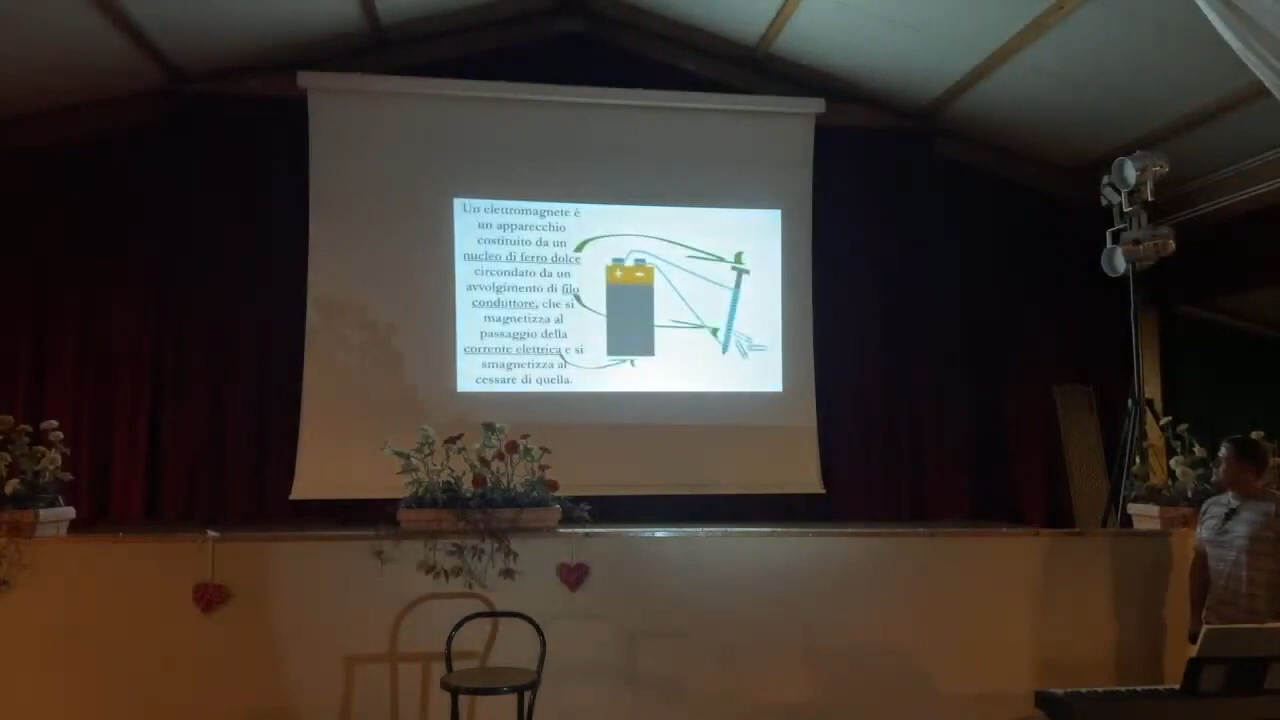 Un elettromagnete è
un apparecchio
costituito da un
nucleo di ferro dolce
circondato da un
avvolgimento di filo
conduttore, che si
magnetizza al
passaggio della
corrente elettrica e si
smagnetizza al
cessare di quella.
+ -